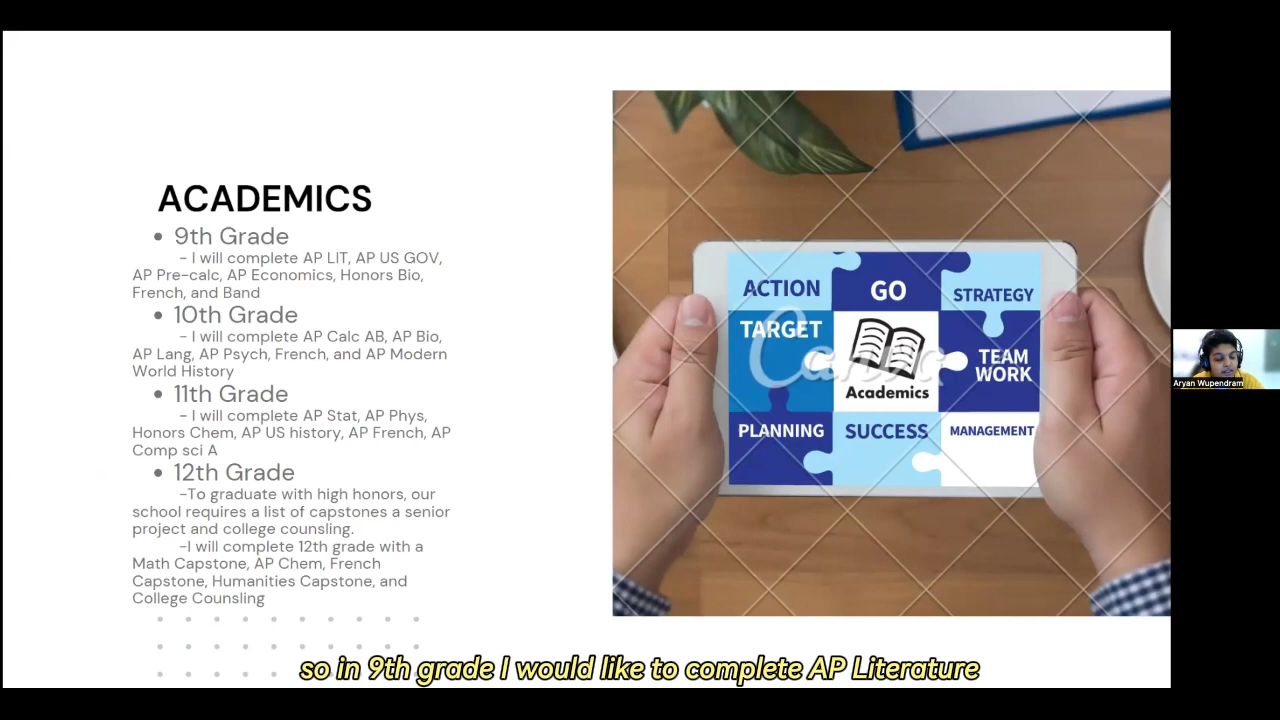 ACADEMICS
• 9th Grade
- I will complete AP LIT, AP US GOV,
AP Pre-calc, AP Economics, Honors Bio,
French, and Band
• 10th Grade
- I will complete AP Calc AB, AP Bio,
AP Lang, AP Psych, French, and AP Modern
World History
• 11th Grade
- I will complete AP Stat, AP Phys,
Honors Chem, AP US history, AP French, AP
Comp sci A
• 12th Grade
-To graduate with high honors, our
school requires a list of capstones a senior
project and college counsling.
-I will complete 12th grade with a
Math Capstone, AP Chem, French
Capstone, Humanities Capstone, and
College Counsling
ACTION
GO
STRATEGY
TARGET
Canva
Academics
TEAM
WORK
PLANNING
SUCCESS
MANAGEMENT
Aryan Wupendram
so in 9th grade I would like to complete AP Literature